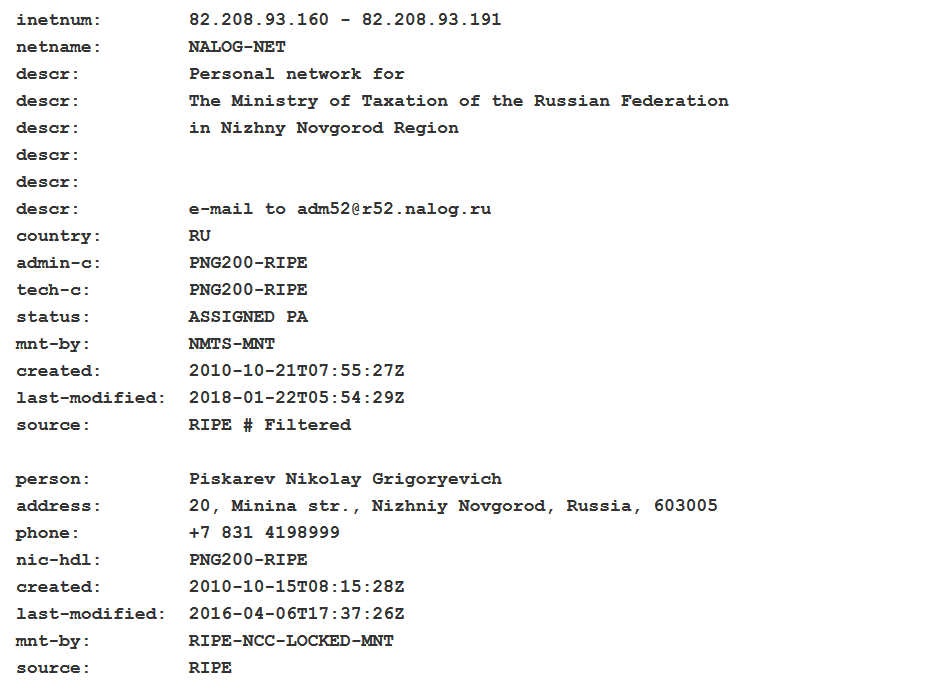 inetnum: 82.208.93.160 - 82.208.93.191
netname: NALOG-NET
descr: Personal network for
descr: The Ministry of Taxation of the Russian Federation
descr: in Nizhny Novgorod Region
descr:
descr:
descr: e-mail to adm52@r52.nalog.ru
country: RU
admin-c: PNG200-RIPE
tech-c: PNG200-RIPE
status: ASSIGNED PA
mnt-by: NMTS-MNT
created: 2010-10-21T07:55:27Z
last-modified: 2018-01-22T05:54:29Z
source: RIPE # Filtered
person: Piskarev Nikolay Grigoryevich
address: 20, Minina str., Nizhniy Novgorod, Russia, 603005
phone: +7 831 4198999
nic-hdl: PNG200-RIPE
created: 2010-10-15T08:15:28Z
last-modified: 2016-04-06T17:37:26Z
mnt-by: RIPE-NCC-LOCKED-MNT
source: RIPE